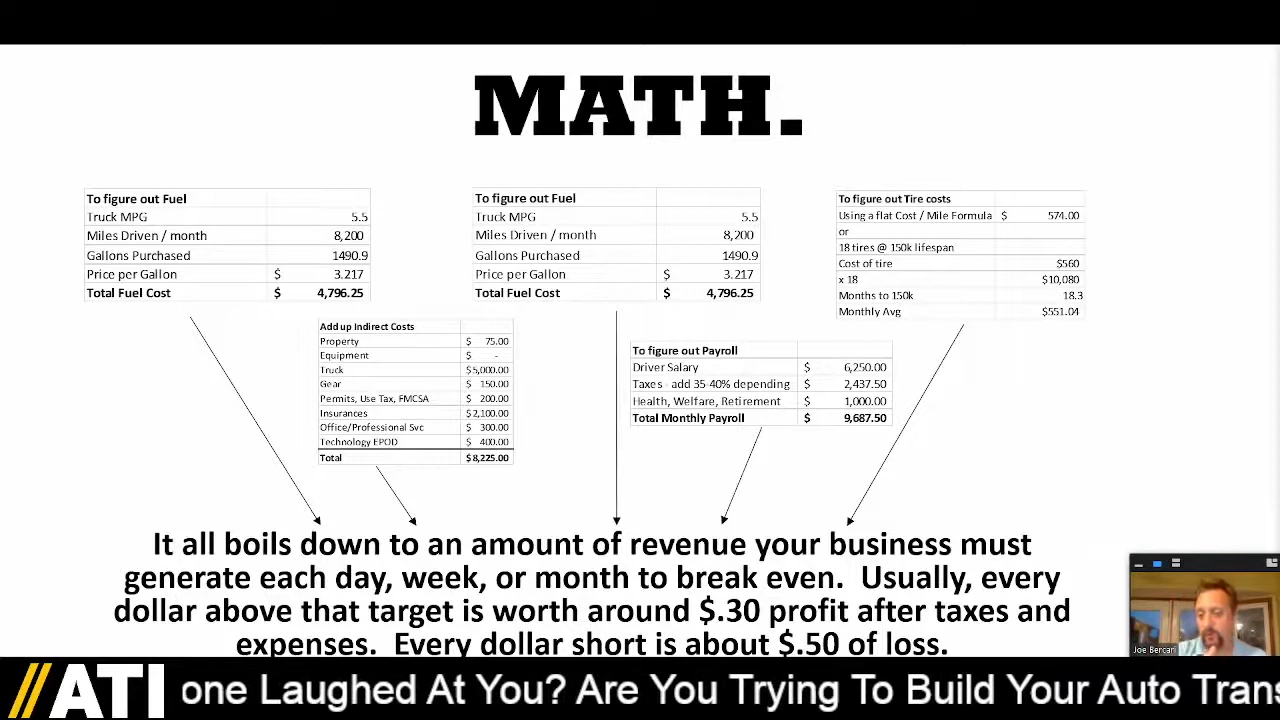 MATH.
To figure out Fuel
Truck MPG 5.5
Miles Driven / month 8,200
Gallons Purchased 1490.9
Price per Gallon $ 3.217
Total Fuel Cost $ 4,796.25
To figure out Fuel
Truck MPG 5.5
Miles Driven / month 8,200
Gallons Purchased 1490.9
Price per Gallon $ 3.217
Total Fuel Cost $ 4,796.25
To figure out Tire costs
Using a flat Cost / Mile Formula $ 574.00
or
18 tires @ 150k lifespan
Cost of tire $560
x 18 $10,080
Months to 150k 18.3
Monthly Avg $551.04
Add up Indirect Costs
Property $ 75.00
Equipment $ -
Truck $5,000.00
Gear $ 150.00
Permits, Use Tax, FMCSA $ 200.00
Insurances $2,100.00
Office/Professional Svc $ 300.00
Technology EPOD $ 400.00
Total $8,225.00
To figure out Payroll
Driver Salary $ 6,250.00
Taxes - add 35-40% depending $ 2,437.50
Health, Welfare, Retirement $ 1,000.00
Total Monthly Payroll $ 9,687.50
It all boils down to an amount of revenue your business must
generate each day, week, or month to break even. Usually, every
dollar above that target is worth around $.30 profit after taxes and
expenses. Every dollar short is about $.50 of loss.
Joe Bercan
//ATI one Laughed At You? Are You Trying To Build Your Auto Trans